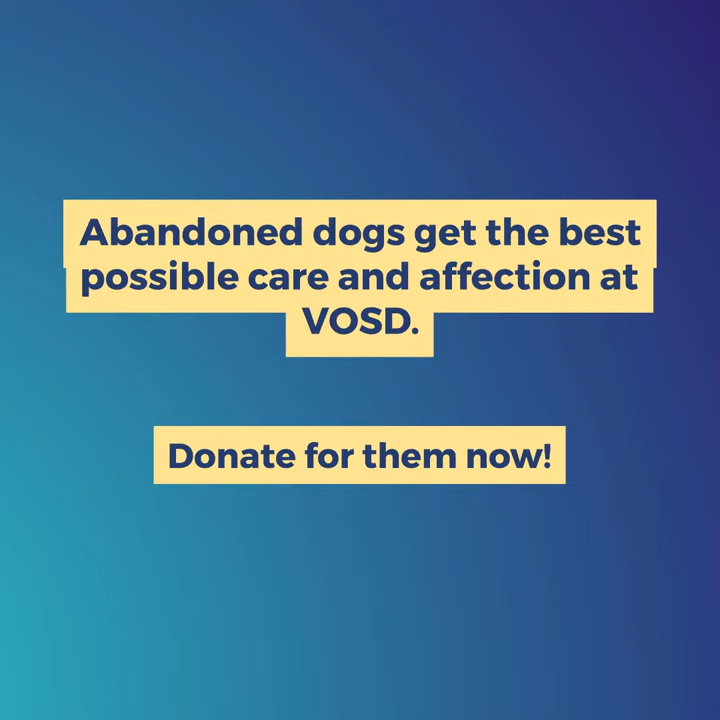 Abandoned dogs get the best
possible care and affection at
VOSD.
Donate for them now!